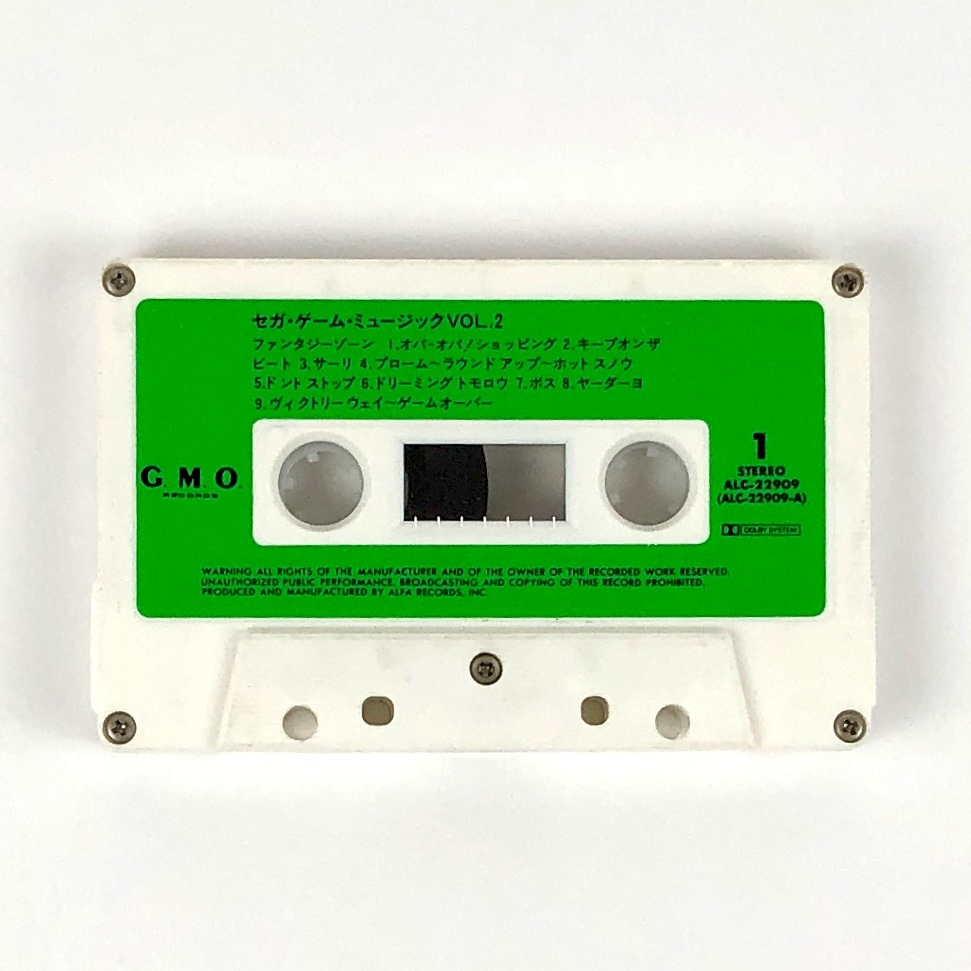 セガ・ゲーム・ミュージックVOL.2
ファンタジーゾーン 1.オパ-オパ!ショッピング 2.キープオンザ
ビート 3.サーリ 4.プローム〜ラウンドアップ〜ホットスノウ
5.ドントストップ 6.ドリーミングトモロウ 7.ボス 8.ヤーダーヨ
9.ヴィクトリーウェイ〜ゲームオーバー
G. M. O.
RECORDS
1
STEREO
ALC-22909
(ALC-22909-A)
DOLBY SYSTEM
WARNING ALL RIGHTS OF THE MANUFACTURER AND OF THE OWNER OF THE RECORDED WORK RESERVED.
UNAUTHORIZED PUBLIC PERFORMANCE, BROADCASTING AND COPYING OF THIS RECORD PROHIBITED.
PRODUCED AND MANUFACTURED BY ALFA RECORDS, INC.